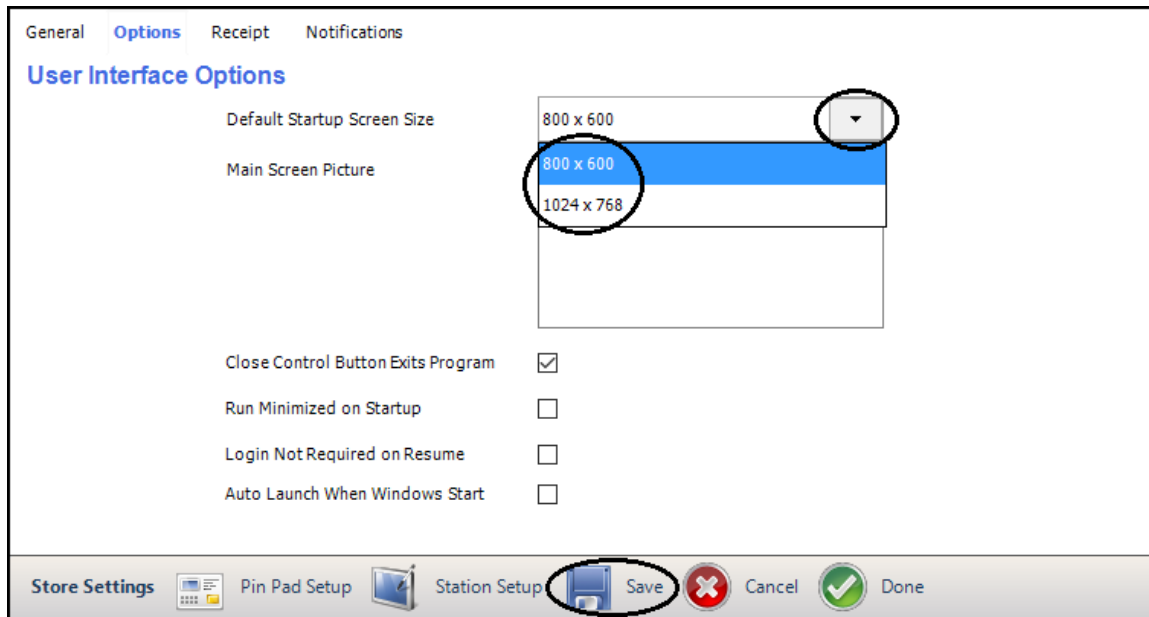 General Options Receipt Notifications
User Interface Options
Default Startup Screen Size 800 x 600
Main Screen Picture 800 x 600
1024 x 768
Close Control Button Exits Program
Run Minimized on Startup
Login Not Required on Resume
Auto Launch When Windows Start
Store Settings Pin Pad Setup Station Setup Save Cancel Done